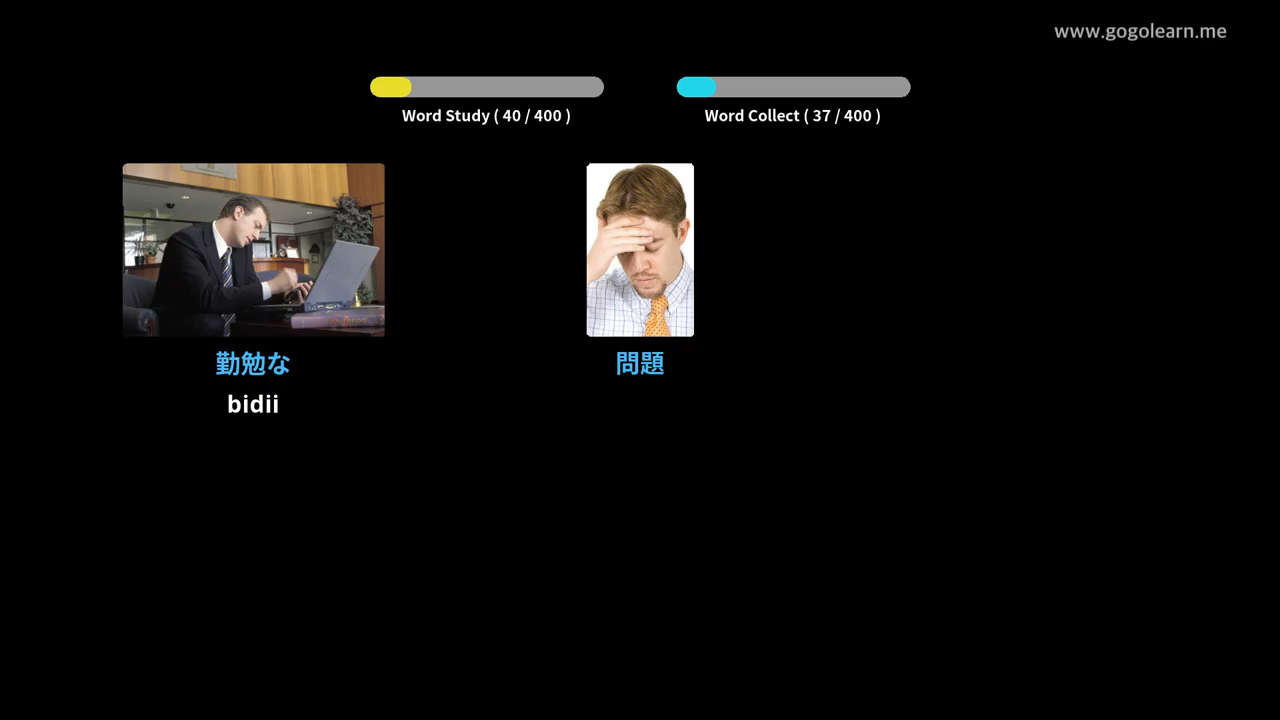 www.gogolearn.me
Word Study ( 40 / 400 )
Word Collect ( 37 / 400 )
勤勉な
bidii
問題